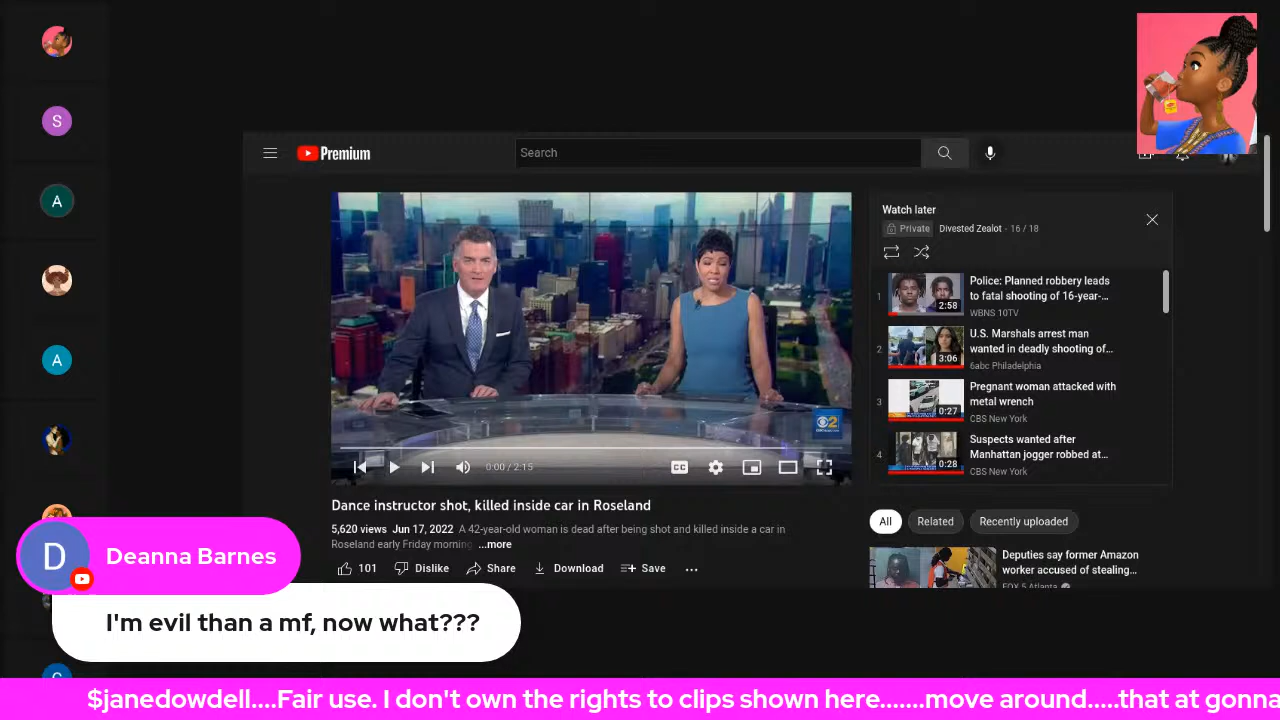 S
A
A
Premium
Search
Watch later
Private Divested Zealot - 16 / 18
1
2:58
Police: Planned robbery leads
to fatal shooting of 16-year-...
WBNS 10TV
2
3:06
U.S. Marshals arrest man
wanted in deadly shooting of...
6abc Philadelphia
3
0:27
Pregnant woman attacked with
metal wrench
CBS New York
4
0:28
Suspects wanted after
Manhattan jogger robbed at...
CBS New York
2
0:00 / 2:15
CC
Dance instructor shot, killed inside car in Roseland
5,620 views Jun 17, 2022 A 42-year-old woman is dead after being shot and killed inside a car in
Roseland early Friday morning ...more
101 Dislike Share Download Save ...
All Related Recently uploaded
Deputies say former Amazon
worker accused of stealing...
FOX 5 Atlanta
D
Deanna Barnes
I'm evil than a mf, now what???
$janedowdell....Fair use. I don't own the rights to clips shown here.......move around.....that at gonna